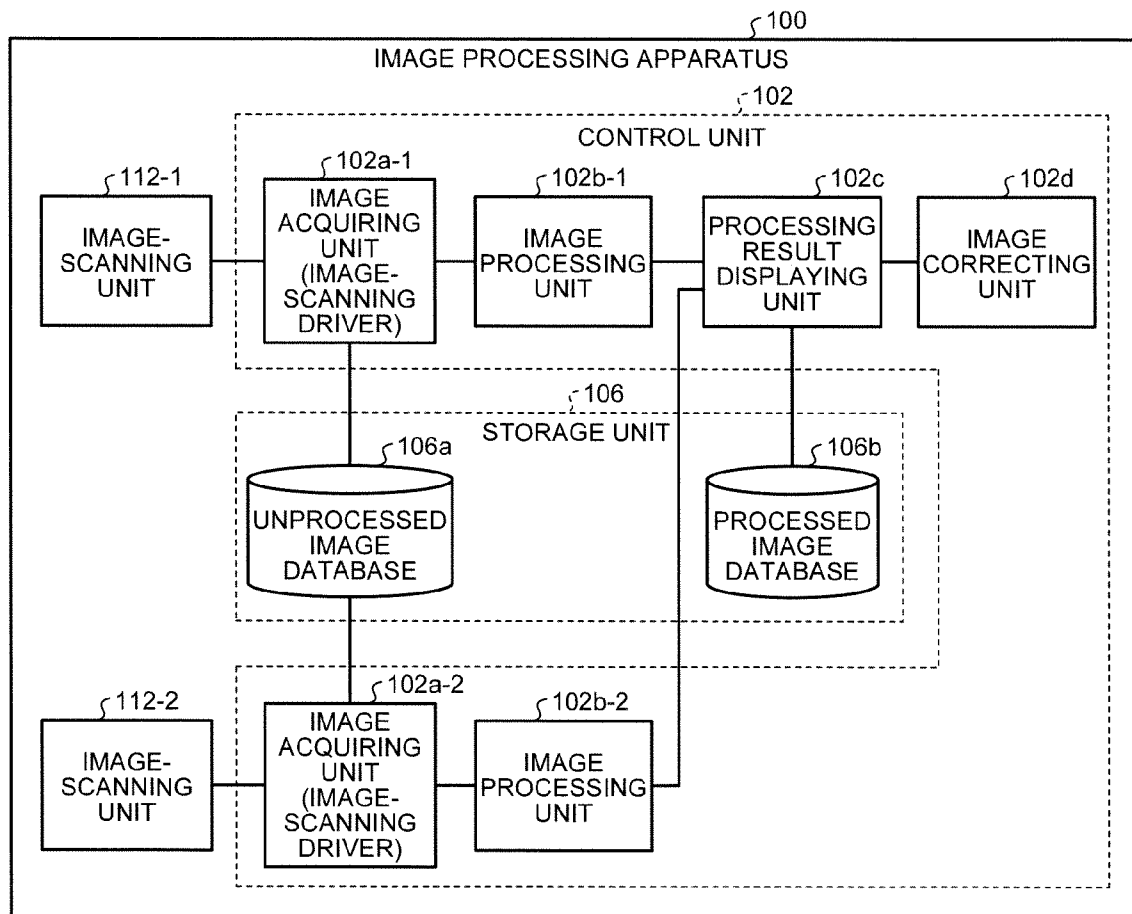 100
IMAGE PROCESSING APPARATUS
102
CONTROL UNIT
112-1
IMAGE-
SCANNING
UNIT
102a-1
IMAGE
ACQUIRING
UNIT
(IMAGE-
SCANNING
DRIVER)
102b-1
IMAGE
PROCESSING
UNIT
102c
PROCESSING
RESULT
DISPLAYING
UNIT
102d
IMAGE
CORRECTING
UNIT
106
STORAGE UNIT
106a
UNPROCESSED
IMAGE
DATABASE
106b
PROCESSED
IMAGE
DATABASE
112-2
IMAGE-
SCANNING
UNIT
102a-2
IMAGE
ACQUIRING
UNIT
(IMAGE-
SCANNING
DRIVER)
102b-2
IMAGE
PROCESSING
UNIT